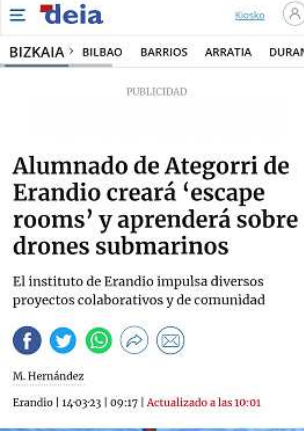 deia
Kiosko
BIZKAIA > BILBAO BARRIOS ARRATIA DURAN
PUBLICIDAD
Alumnado de Ategorri de
Erandio creará ‘escape
rooms’ y aprenderá sobre
drones submarinos
El instituto de Erandio impulsa diversos
proyectos colaborativos y de comunidad
M. Hernández
Erandio | 14·03·23 | 09:17 | Actualizado a las 10:01